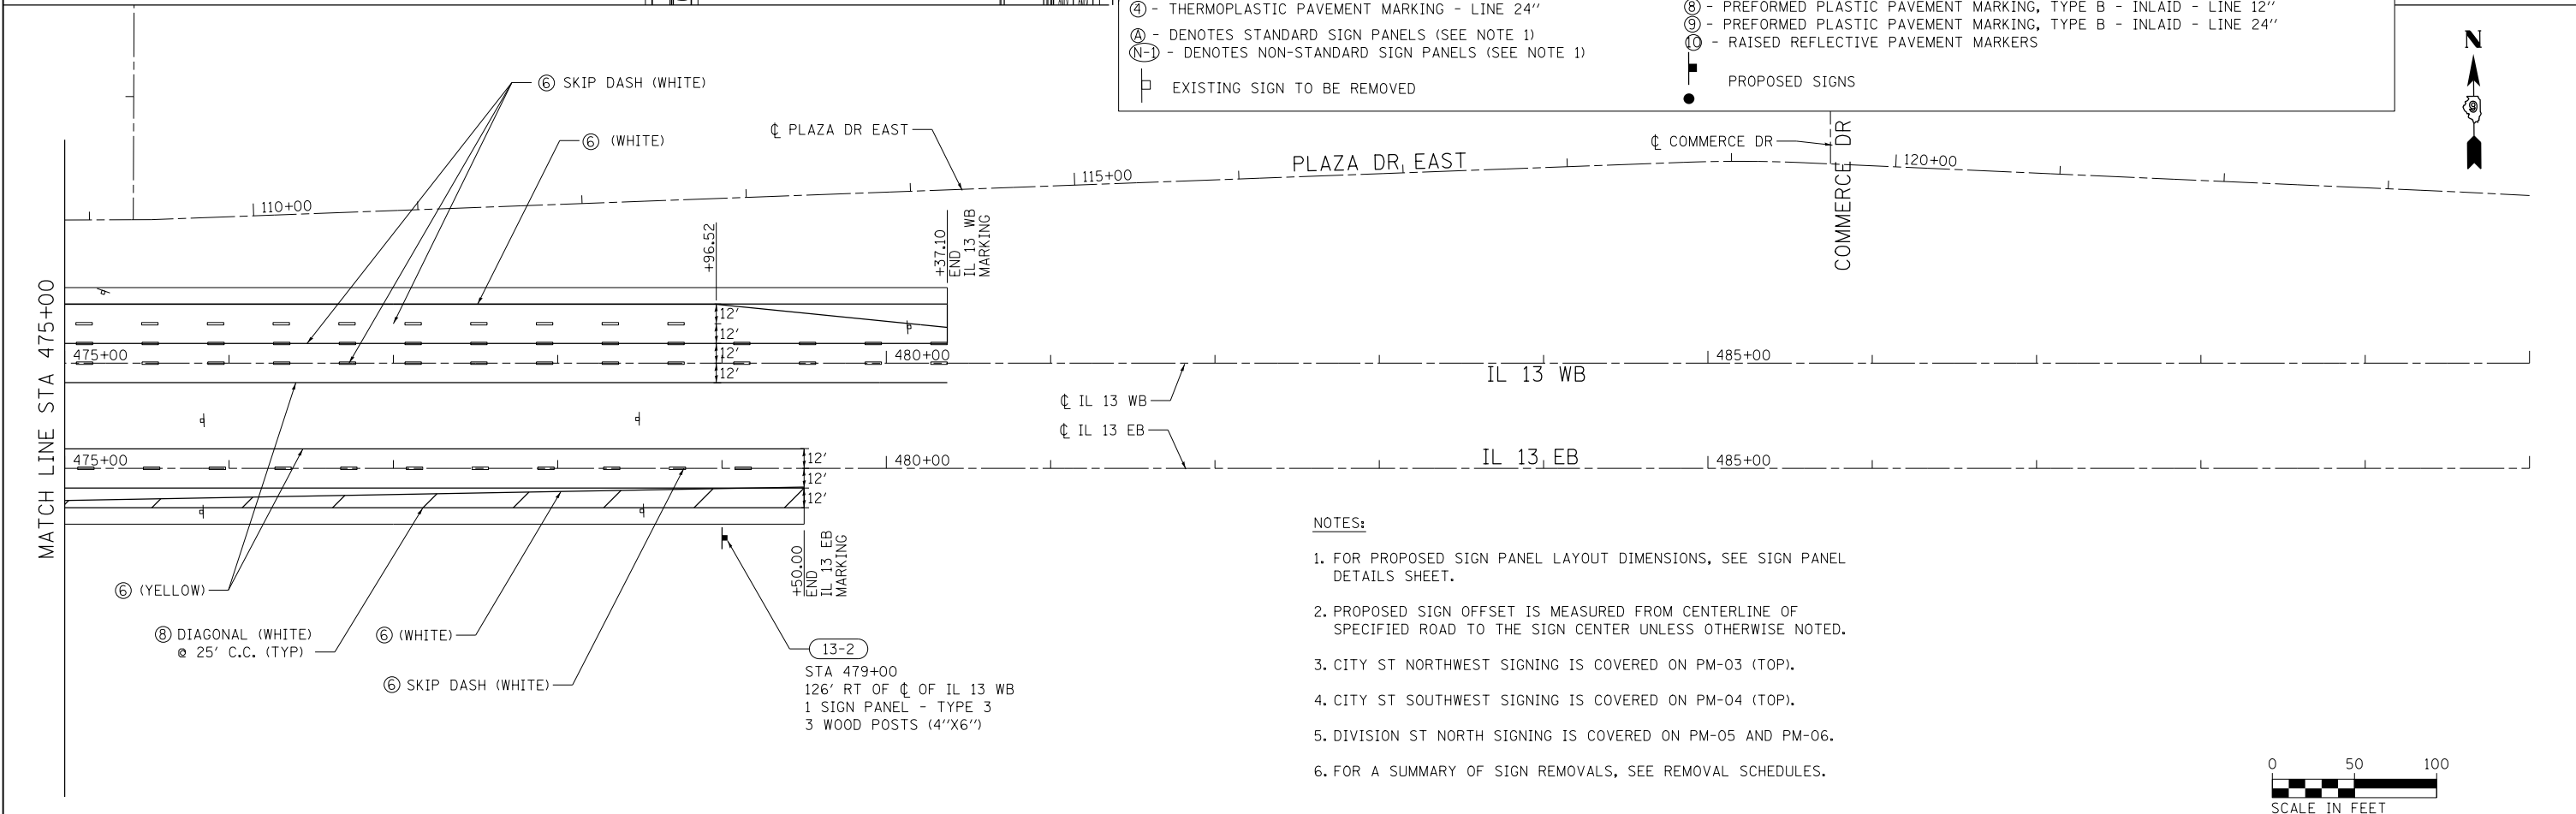 ④ - THERMOPLASTIC PAVEMENT MARKING - LINE 24"
Ⓐ - DENOTES STANDARD SIGN PANELS (SEE NOTE 1)
N-1 - DENOTES NON-STANDARD SIGN PANELS (SEE NOTE 1)
EXISTING SIGN TO BE REMOVED
⑧ - PREFORMED PLASTIC PAVEMENT MARKING, TYPE B - INLAID - LINE 12"
⑨ - PREFORMED PLASTIC PAVEMENT MARKING, TYPE B - INLAID - LINE 24"
⑩ - RAISED REFLECTIVE PAVEMENT MARKERS
PROPOSED SIGNS
N
9
⑥ SKIP DASH (WHITE)
⑥ (WHITE)
℄ PLAZA DR EAST
℄ COMMERCE DR
COMMERCE DR
PLAZA DR EAST
110+00
115+00
120+00
+96.52
+37.10
END
IL 13 WB
MARKING
MATCH LINE STA 475+00
12'
12'
12'
12'
475+00
480+00
485+00
IL 13 WB
℄ IL 13 WB
℄ IL 13 EB
475+00
480+00
485+00
IL 13 EB
12'
12'
12'
+50.00
END
IL 13 EB
MARKING
⑥ (YELLOW)
⑧ DIAGONAL (WHITE)
@ 25' C.C. (TYP)
⑥ (WHITE)
⑥ SKIP DASH (WHITE)
13-2
STA 479+00
126' RT OF ℄ OF IL 13 WB
1 SIGN PANEL - TYPE 3
3 WOOD POSTS (4"X6")
NOTES:
1. FOR PROPOSED SIGN PANEL LAYOUT DIMENSIONS, SEE SIGN PANEL
DETAILS SHEET.
2. PROPOSED SIGN OFFSET IS MEASURED FROM CENTERLINE OF
SPECIFIED ROAD TO THE SIGN CENTER UNLESS OTHERWISE NOTED.
3. CITY ST NORTHWEST SIGNING IS COVERED ON PM-03 (TOP).
4. CITY ST SOUTHWEST SIGNING IS COVERED ON PM-04 (TOP).
5. DIVISION ST NORTH SIGNING IS COVERED ON PM-05 AND PM-06.
6. FOR A SUMMARY OF SIGN REMOVALS, SEE REMOVAL SCHEDULES.
0 50 100
SCALE IN FEET